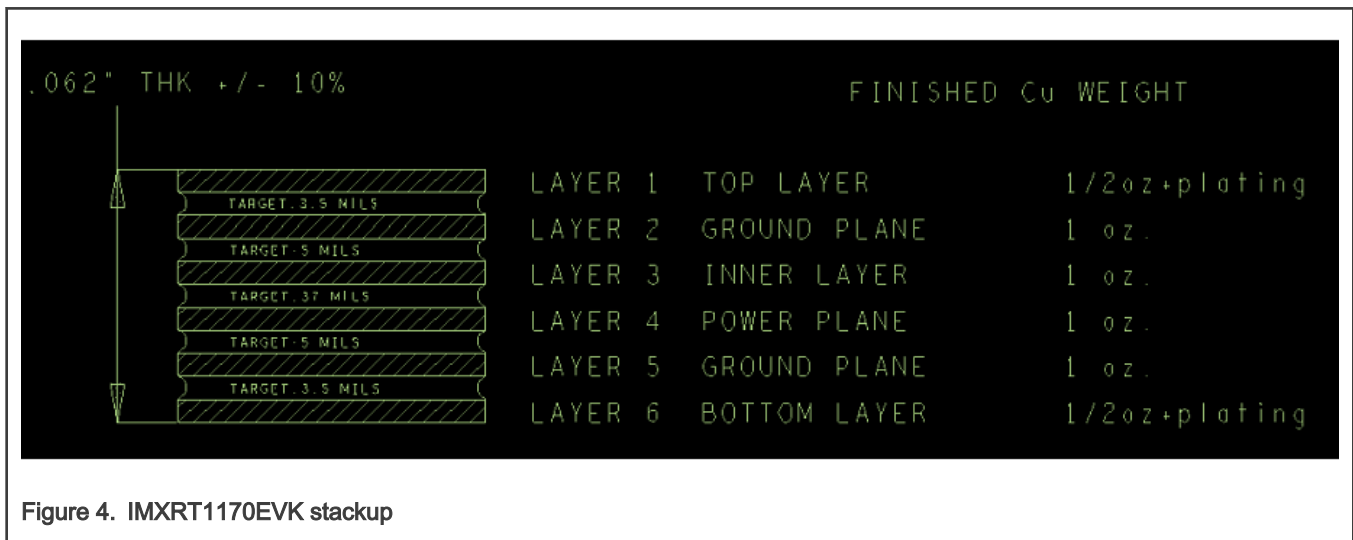 .062" THK +/- 10%
FINISHED Cu WEIGHT
LAYER 1 TOP LAYER 1/2oz+plating
TARGET.3.5 MILS
LAYER 2 GROUND PLANE 1 oz.
TARGET-5 MILS
LAYER 3 INNER LAYER 1 oz.
TARGET.37 MILS
LAYER 4 POWER PLANE 1 oz.
TARGET-5 MILS
LAYER 5 GROUND PLANE 1 oz.
TARGET.3.5 MILS
LAYER 6 BOTTOM LAYER 1/2oz+plating
Figure 4. IMXRT1170EVK stackup